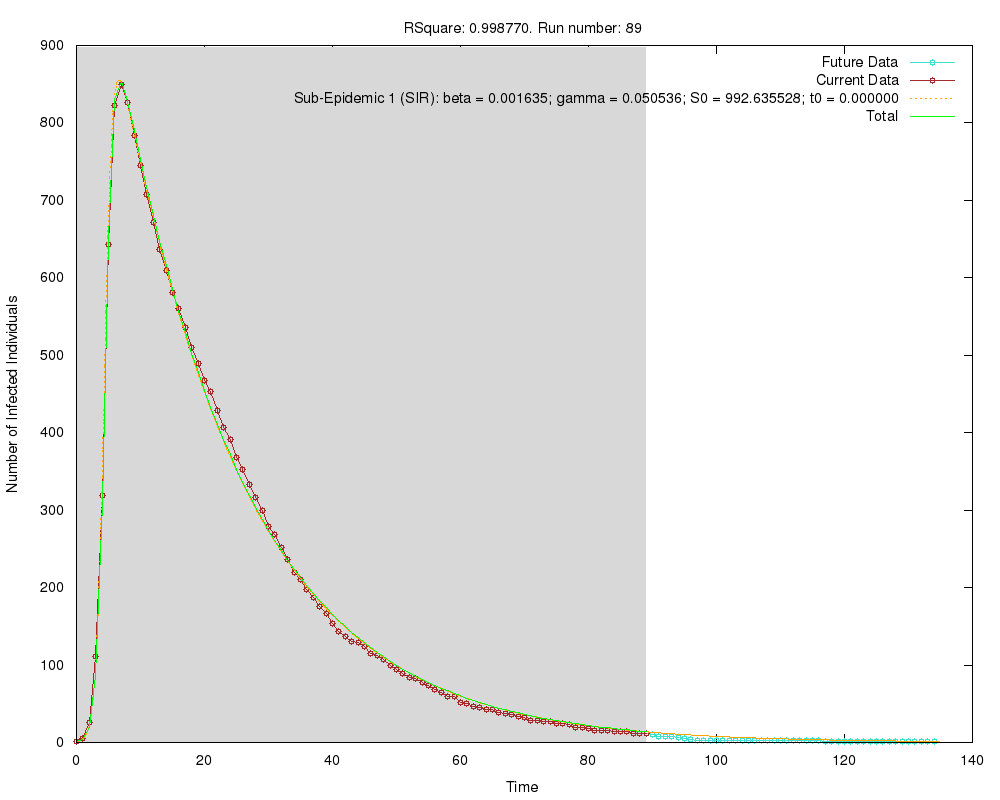 RSquare: 0.998770. Run number: 89
900
800
700
600
500
400
300
200
100
0
Number of Infected Individuals
Future Data
Current Data
Sub-Epidemic 1 (SIR): beta = 0.001635; gamma = 0.050536; S0 = 992.635528; t0 = 0.000000
Total
0 20 40 60 80 100 120 140
Time